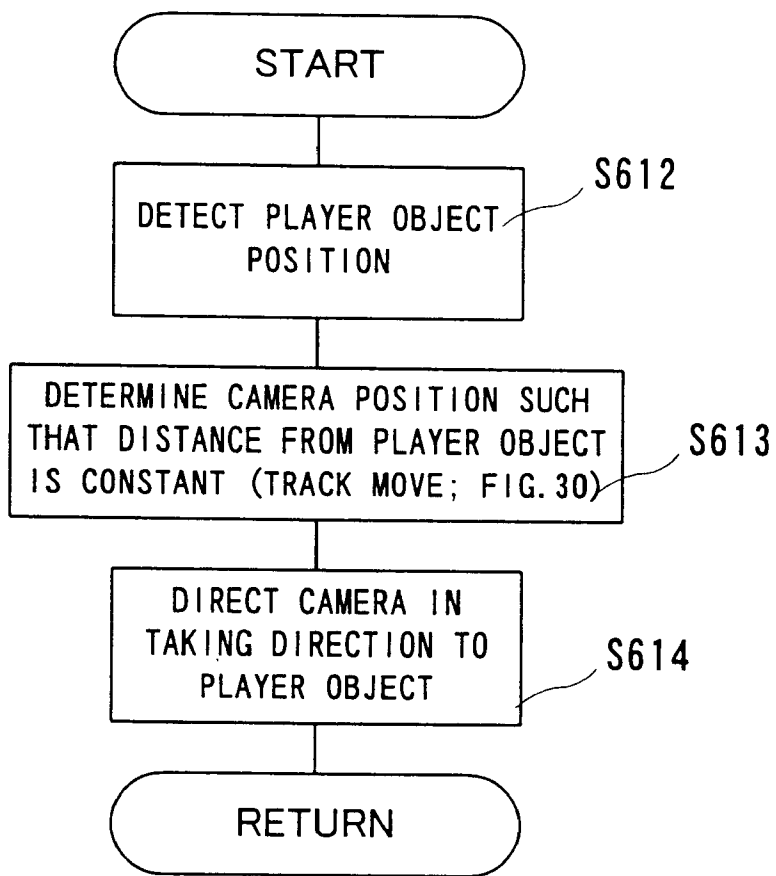 START
S612
DETECT PLAYER OBJECT
POSITION
DETERMINE CAMERA POSITION SUCH
THAT DISTANCE FROM PLAYER OBJECT
IS CONSTANT (TRACK MOVE; FIG.30)
S613
DIRECT CAMERA IN
TAKING DIRECTION TO
PLAYER OBJECT
S614
RETURN